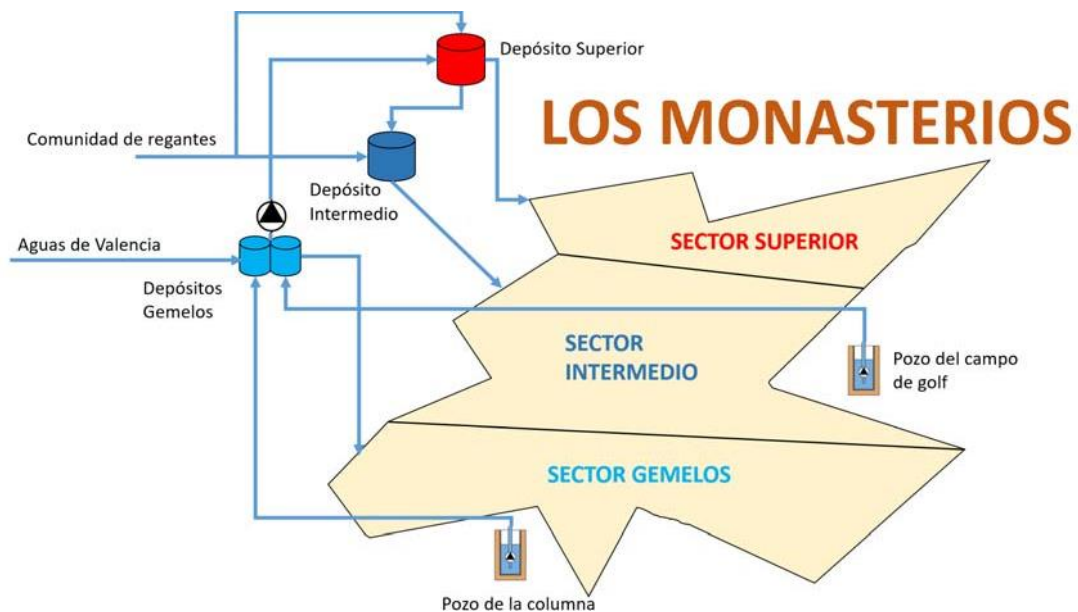 Depósito Superior
LOS MONASTERIOS
Comunidad de regantes
Depósito
Intermedio
SECTOR SUPERIOR
Aguas de Valencia
Depósitos
Gemelos
SECTOR
INTERMEDIO
Pozo del campo
de golf
SECTOR GEMELOS
Pozo de la columna